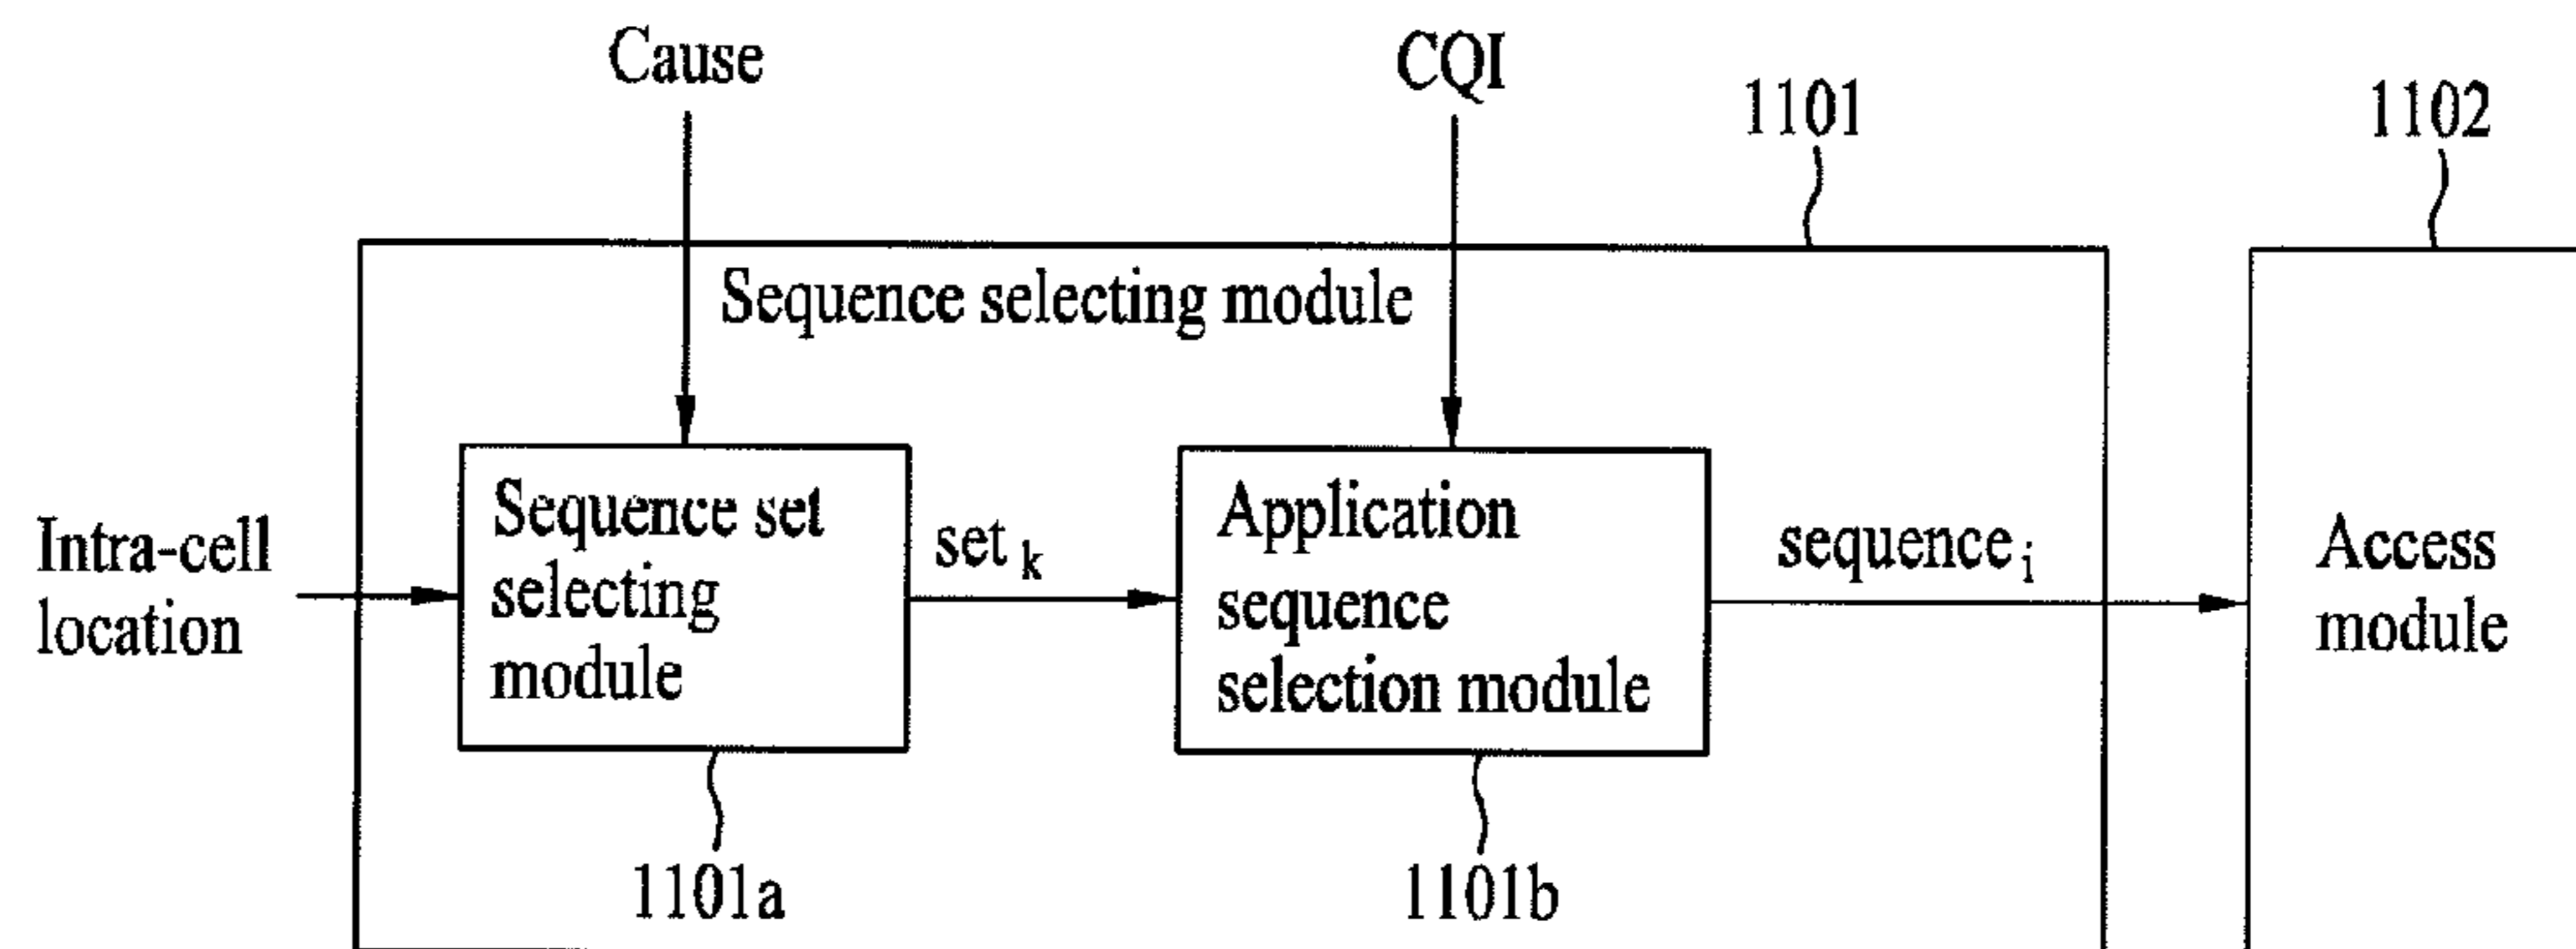 Cause
CQI
1101
1102
Sequence selecting module
Intra-cell
location
Sequence set
selecting
module
set k
Application
sequence
selection module
sequence i
Access
module
1101a
1101b